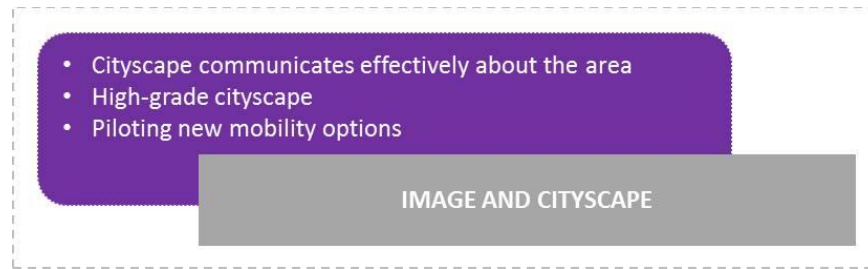 • Cityscape communicates effectively about the area
• High-grade cityscape
• Piloting new mobility options
IMAGE AND CITYSCAPE